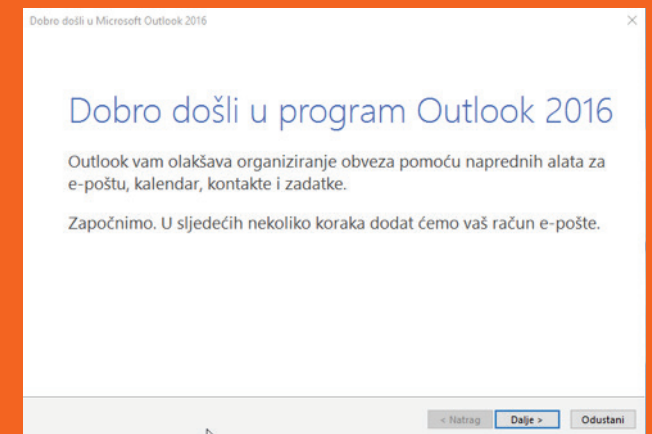 Dobro došli u Microsoft Outlook 2016
Dobro došli u program Outlook 2016
Outlook vam olakšava organiziranje obveza pomoću naprednih alata za
e-poštu, kalendar, kontakte i zadatke.
Započnimo. U sljedećih nekoliko koraka dodat ćemo vaš račun e-pošte.
< Natrag Dalje > Odustani